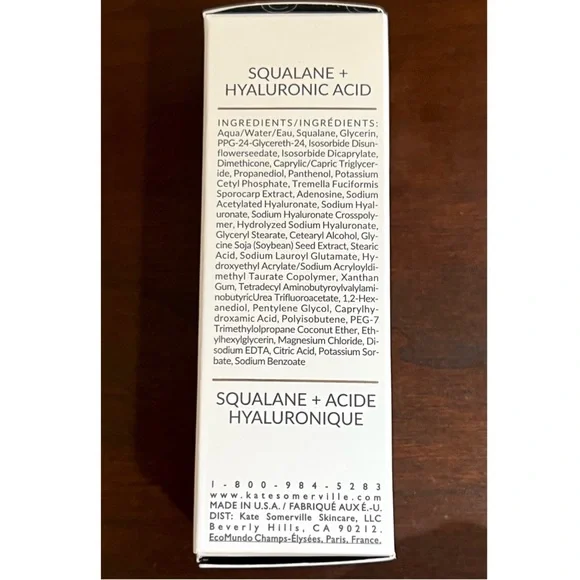 SQUALANE +
HYALURONIC ACID
INGREDIENTS/INGRÉDIENTS:
Aqua/Water/Eau, Squalane, Glycerin,
PPG-24-Glycereth-24, Isosorbide Disun-
flowerseedate, Isosorbide Dicaprylate,
Dimethicone, Caprylic/Capric Triglycer-
ide, Propanediol, Panthenol, Potassium
Cetyl Phosphate, Tremella Fuciformis
Sporocarp Extract, Adenosine, Sodium
Acetylated Hyaluronate, Sodium Hyal-
uronate, Sodium Hyaluronate Crosspoly-
mer, Hydrolyzed Sodium Hyaluronate,
Glyceryl Stearate, Cetearyl Alcohol, Gly-
cine Soja (Soybean) Seed Extract, Stearic
Acid, Sodium Lauroyl Glutamate, Hy-
droxyethyl Acrylate/Sodium Acryloyldi-
methyl Taurate Copolymer, Xanthan
Gum, Tetradecyl Aminobutyroylvalylami-
nobutyricUrea Trifluoroacetate, 1,2-Hex-
anediol, Pentylene Glycol, Caprylhy-
droxamic Acid, Polyisobutene, PEG-7
Trimethylolpropane Coconut Ether, Eth-
ylhexylglycerin, Magnesium Chloride, Di-
sodium EDTA, Citric Acid, Potassium Sor-
bate, Sodium Benzoate
SQUALANE + ACIDE
HYALURONIQUE
1-800-984-5283
www.katesomerville.com
MADE IN U.S.A./ FABRIQUÉ AUX É.-U.
DIST: Kate Somerville Skincare, LLC
Beverly Hills, CA 90212.
EcoMundo Champs-Élysées, Paris, France.